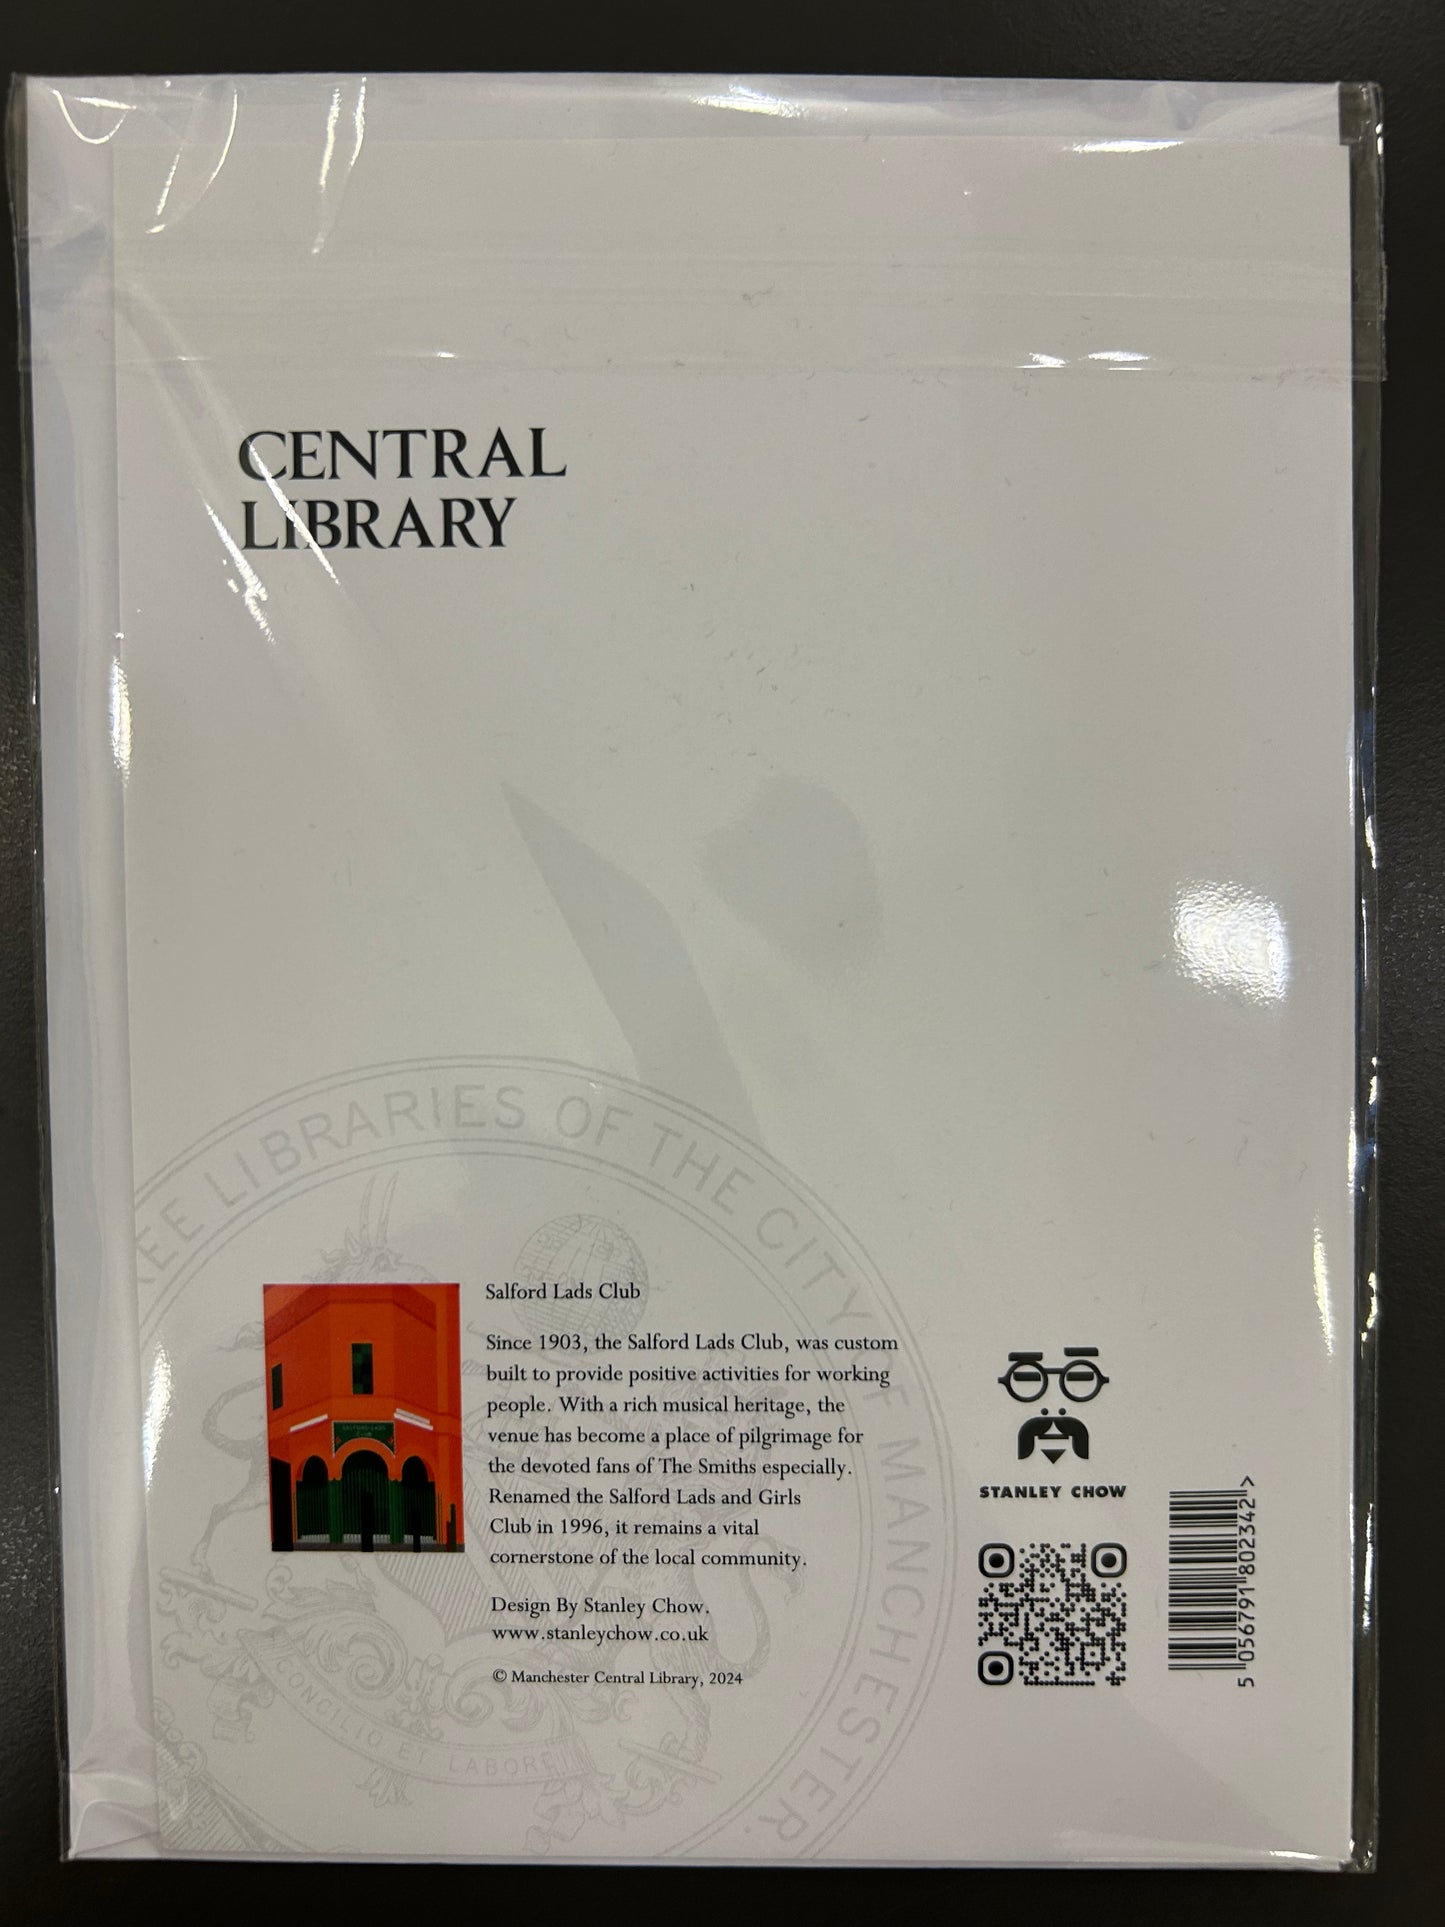 CENTRAL
LIBRARY
EE LIBRARIES OF THE CITY OF MANCHESTER.
Salford Lads Club
Since 1903, the Salford Lads Club, was custom
built to provide positive activities for working
people. With a rich musical heritage, the
venue has become a place of pilgrimage for
the devoted fans of The Smiths especially.
Renamed the Salford Lads and Girls
Club in 1996, it remains a vital
cornerstone of the local community.
Design By Stanley Chow.
www.stanleychow.co.uk
© Manchester Central Library, 2024
SALFORD LADS
CLUB
STANLEY CHOW
5 056791 802342 >
NCILIO ET LABORE